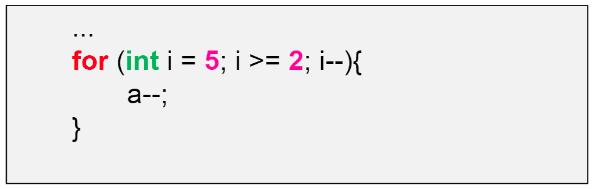 ...
for (int i = 5; i >= 2; i--){
a--;
}